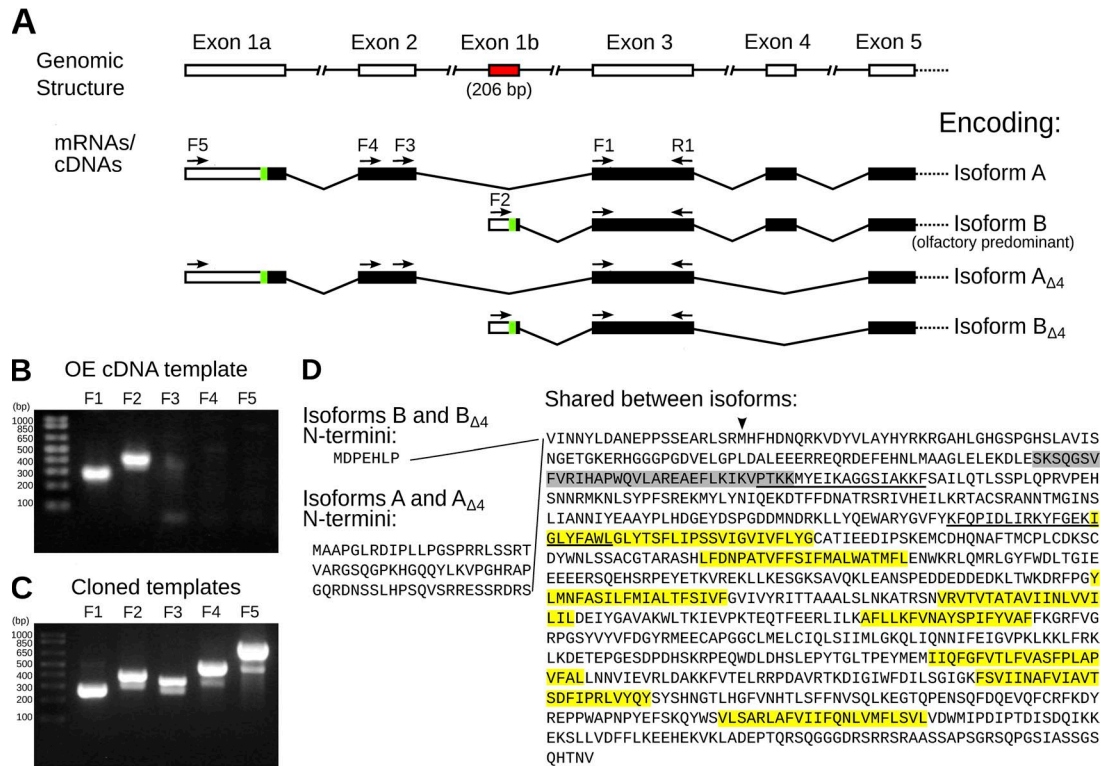 A
Exon 1a
Exon 2
Exon 1b
Exon 3
Exon 4
Exon 5
Genomic
Structure
(206 bp)
mRNAs/
cDNAs
Encoding:
F5
F4
F3
F1
R1
Isoform A
F2
Isoform B
(olfactory predominant)
Isoform AΔ4
Isoform BΔ4
B
OE cDNA template
(bp)
F1
F2
F3
F4
F5
1000
850
650
500
400
300
200
100
C
Cloned templates
(bp)
F1
F2
F3
F4
F5
1000
850
650
500
400
300
200
100
D
Isoforms B and BΔ4
N-termini:
MDPEHLP
Isoforms A and AΔ4
N-termini:
MAAPGLRDIPLLPGSPRRLSSRT
VARGSQGPKHGQQYLKVPGHRAP
GQRDNSSLHPSQVSRRESSRDRS
Shared between isoforms:
VINNYLDANEPPSSEARLSRMHFHDNQRKVDYVLAYHYRKRGAHLGHGSPGHSLAVIS
NGETGKERHGGGPGDVELGPLDALEEERREQRDEFEHNLMAAGLELEKDLESKSQGSV
FVRIHAPWQVLAREAEFLKIKVPTKKMYEIKAGGSIAKKFSAILQTLSSPLQPRVPEH
SNNRMKNLSYPFSREKMYLYNIQEKDTFFDNATRSRIVHEILKRTACSRANNTMGINS
LIANNIYEAAYPLHDGEYDSPGDDMNDRKLLYQEWARYGVFYKFQPIDLIRKYFGEKI
GLYFAWLGLYTSFLIPSSVIGVIVFLYGCATIEEDIPSKEMCDHQNAFTMCPLCDKSC
DYWNLSSACGTARASHLFDNPATVFFSIFMALWATMFLENWKRLQMRLGYFWDLTGIE
EEEERSQEHSRPEYETKVREKLLKESGKSAVQKLEANSPEDDEDDEDKLTWKDRFPGY
LMNFASILFMIALTFSIVFGVIVYRITTAAALSLNKATRSNVRVTVTATAVIINLVVI
LILDEIYGAVAKWLTKIEVPKTEQTFEERLILKAFLLKFVNAYSPIFYVAFFKGRFVG
RPGSYVYVFDGYRMEECAPGGCLMELCIQLSIIMLGKQLIQNNIFEIGVPKLKKLFRK
LKDETEPGESDPDHSKRPEQWDLDHSLEPYTGLTPEYMEMIIQFGFVTLFVASFPLAP
VFALLNNVIEVRLDAKKFVTELRRPDAVRTKDIGIWFDILSGIGKFSVIINAFVIAVT
SDFIPRLVYQYSYSHNGTLHGFVNHTLSFFNVSQLKEGTQPENSQFDQEVQFCRFKDY
REPPWAPNPYEFSKQYWSVLSARLAFVIIFQNLVMFLSVLVDWMIPDIPTDISDQIKK
EKSLLVDFFLKEEHEKVKLADEPTQRSQGGGDRSRRSRAASSAPSGRSQPGSIASSGS
QHTNV